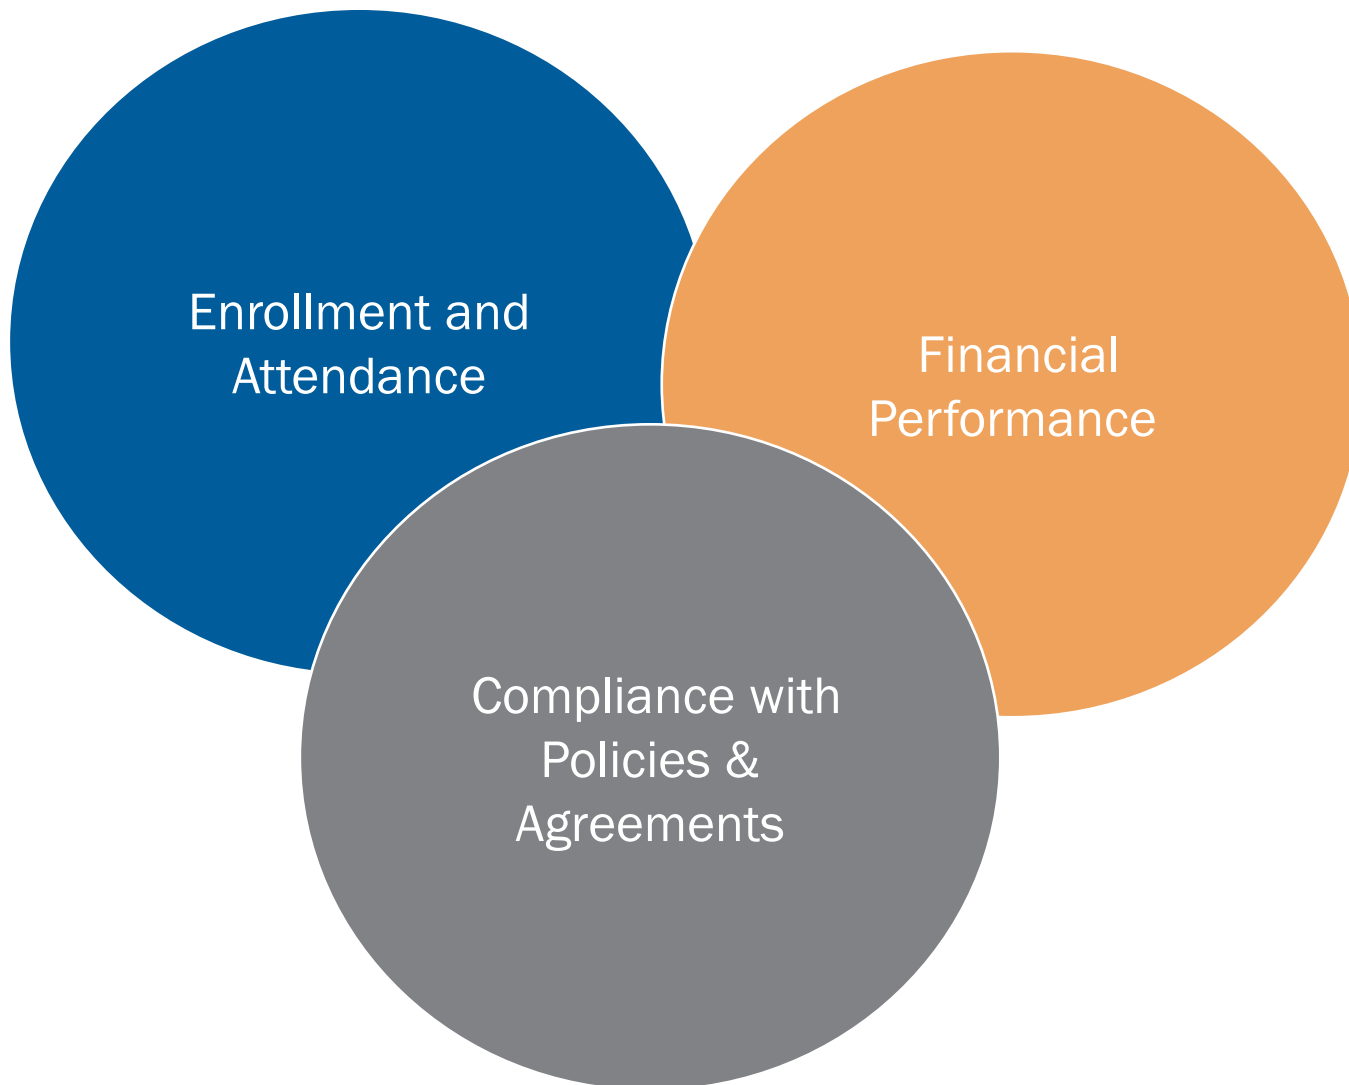 Enrollment and
Attendance
Financial
Performance
Compliance with
Policies &
Agreements